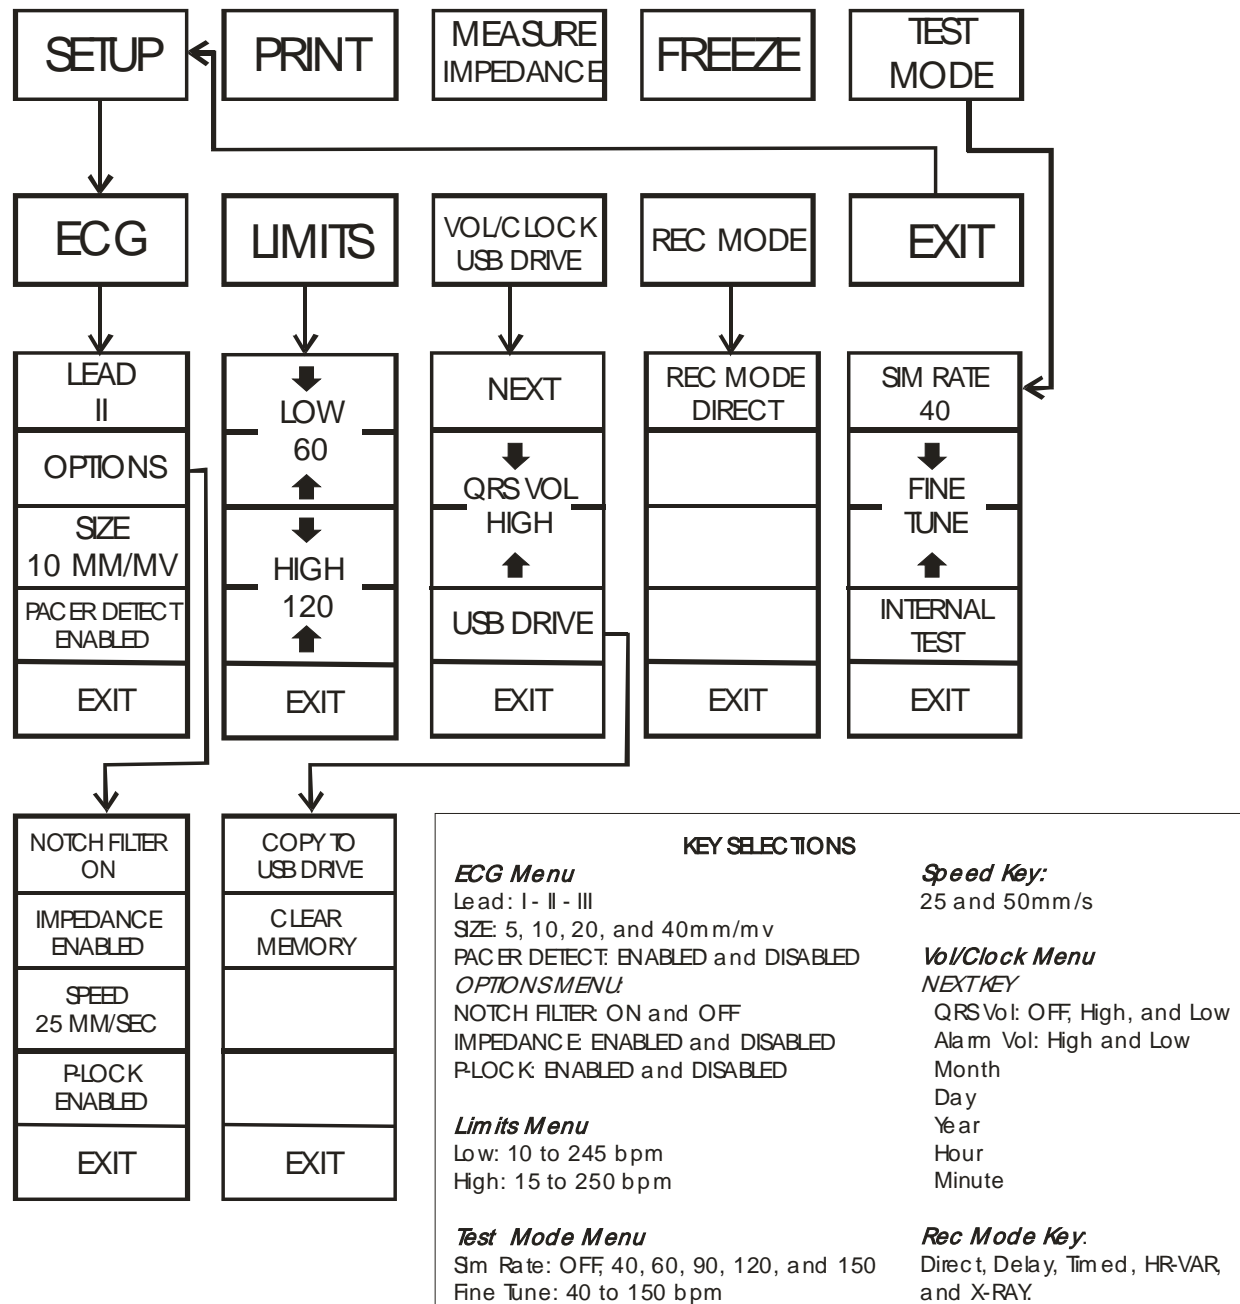 SETUP
PRINT
MEASURE
IMPEDANCE
FREEZE
TEST
MODE
ECG
LIMITS
VOL/CLOCK
USB DRIVE
REC MODE
EXIT
LEAD
II
OPTIONS
SIZE
10 MM/MV
PACER DETECT
ENABLED
EXIT
LOW
60
HIGH
120
EXIT
NEXT
QRS VOL
HIGH
USB DRIVE
EXIT
REC MODE
DIRECT
EXIT
SIM RATE
40
FINE
TUNE
INTERNAL
TEST
EXIT
NOTCH FILTER
ON
IMPEDANCE
ENABLED
SPEED
25 MM/SEC
P-LOCK
ENABLED
EXIT
COPY TO
USB DRIVE
CLEAR
MEMORY
EXIT
KEY SELECTIONS
ECG Menu
Lead: I - II - III
SIZE: 5, 10, 20, and 40mm/mv
PACER DETECT: ENABLED and DISABLED
OPTIONS MENU:
NOTCH FILTER: ON and OFF
IMPEDANCE: ENABLED and DISABLED
P-LOCK: ENABLED and DISABLED
Limits Menu
Low: 10 to 245 bpm
High: 15 to 250 bpm
Test Mode Menu
Sim Rate: OFF, 40, 60, 90, 120, and 150
Fine Tune: 40 to 150 bpm
Speed Key:
25 and 50mm/s
Vol/Clock Menu
NEXT KEY
QRS Vol: OFF, High, and Low
Alarm Vol: High and Low
Month
Day
Year
Hour
Minute
Rec Mode Key:
Direct, Delay, Timed, HR-VAR,
and X-RAY.